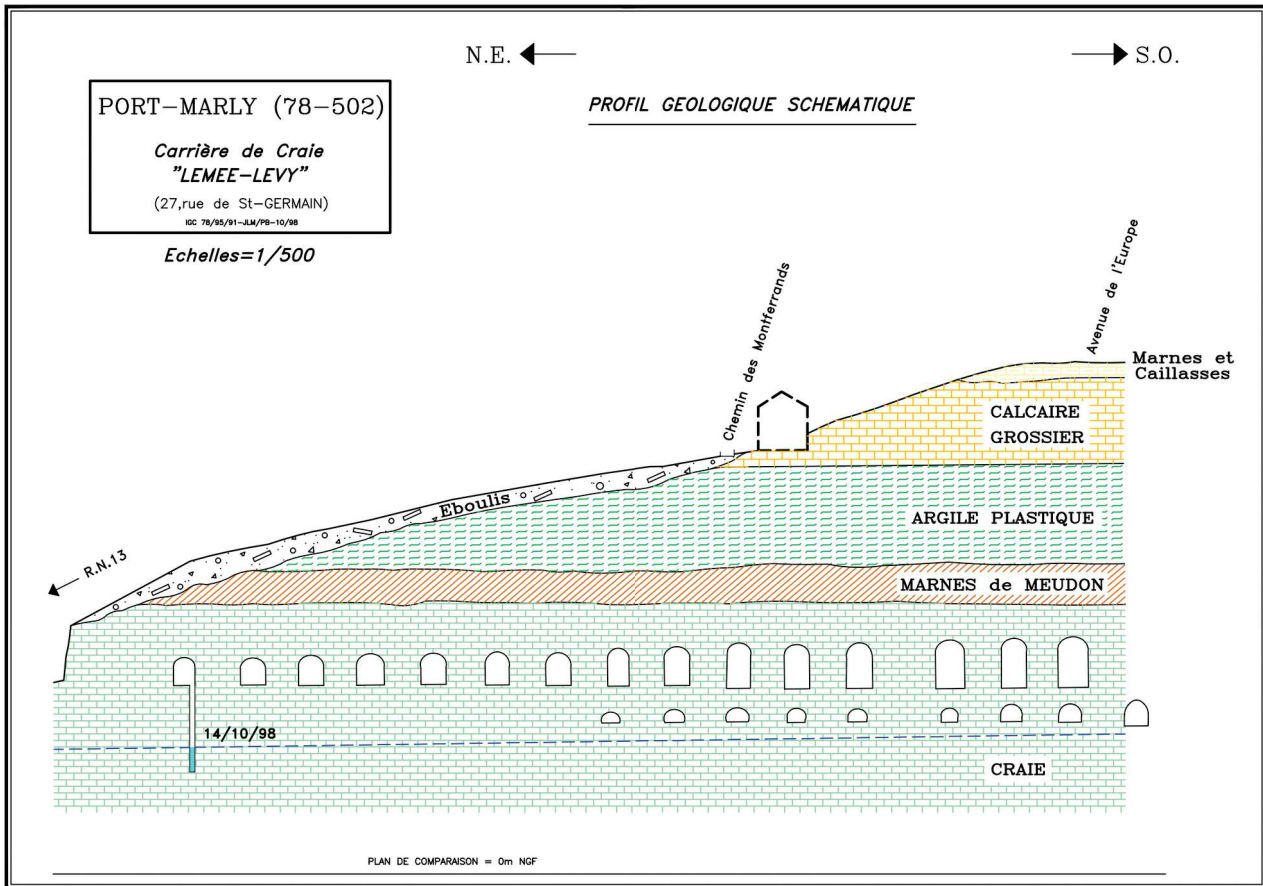 N.E.
S.O.
PORT-MARLY (78-502)
Carrière de Craie
"LEMEE-LEVY"
(27,rue de St-GERMAIN)
IGC 78/95/91-JLM/PB-10/98
Echelles=1/500
PROFIL GEOLOGIQUE SCHEMATIQUE
Chemin des Montferrands
Avenue de l'Europe
Marnes et
Caillasses
CALCAIRE
GROSSIER
Eboulis
ARGILE PLASTIQUE
R.N.13
MARNES de MEUDON
14/10/98
CRAIE
PLAN DE COMPARAISON = 0m NGF